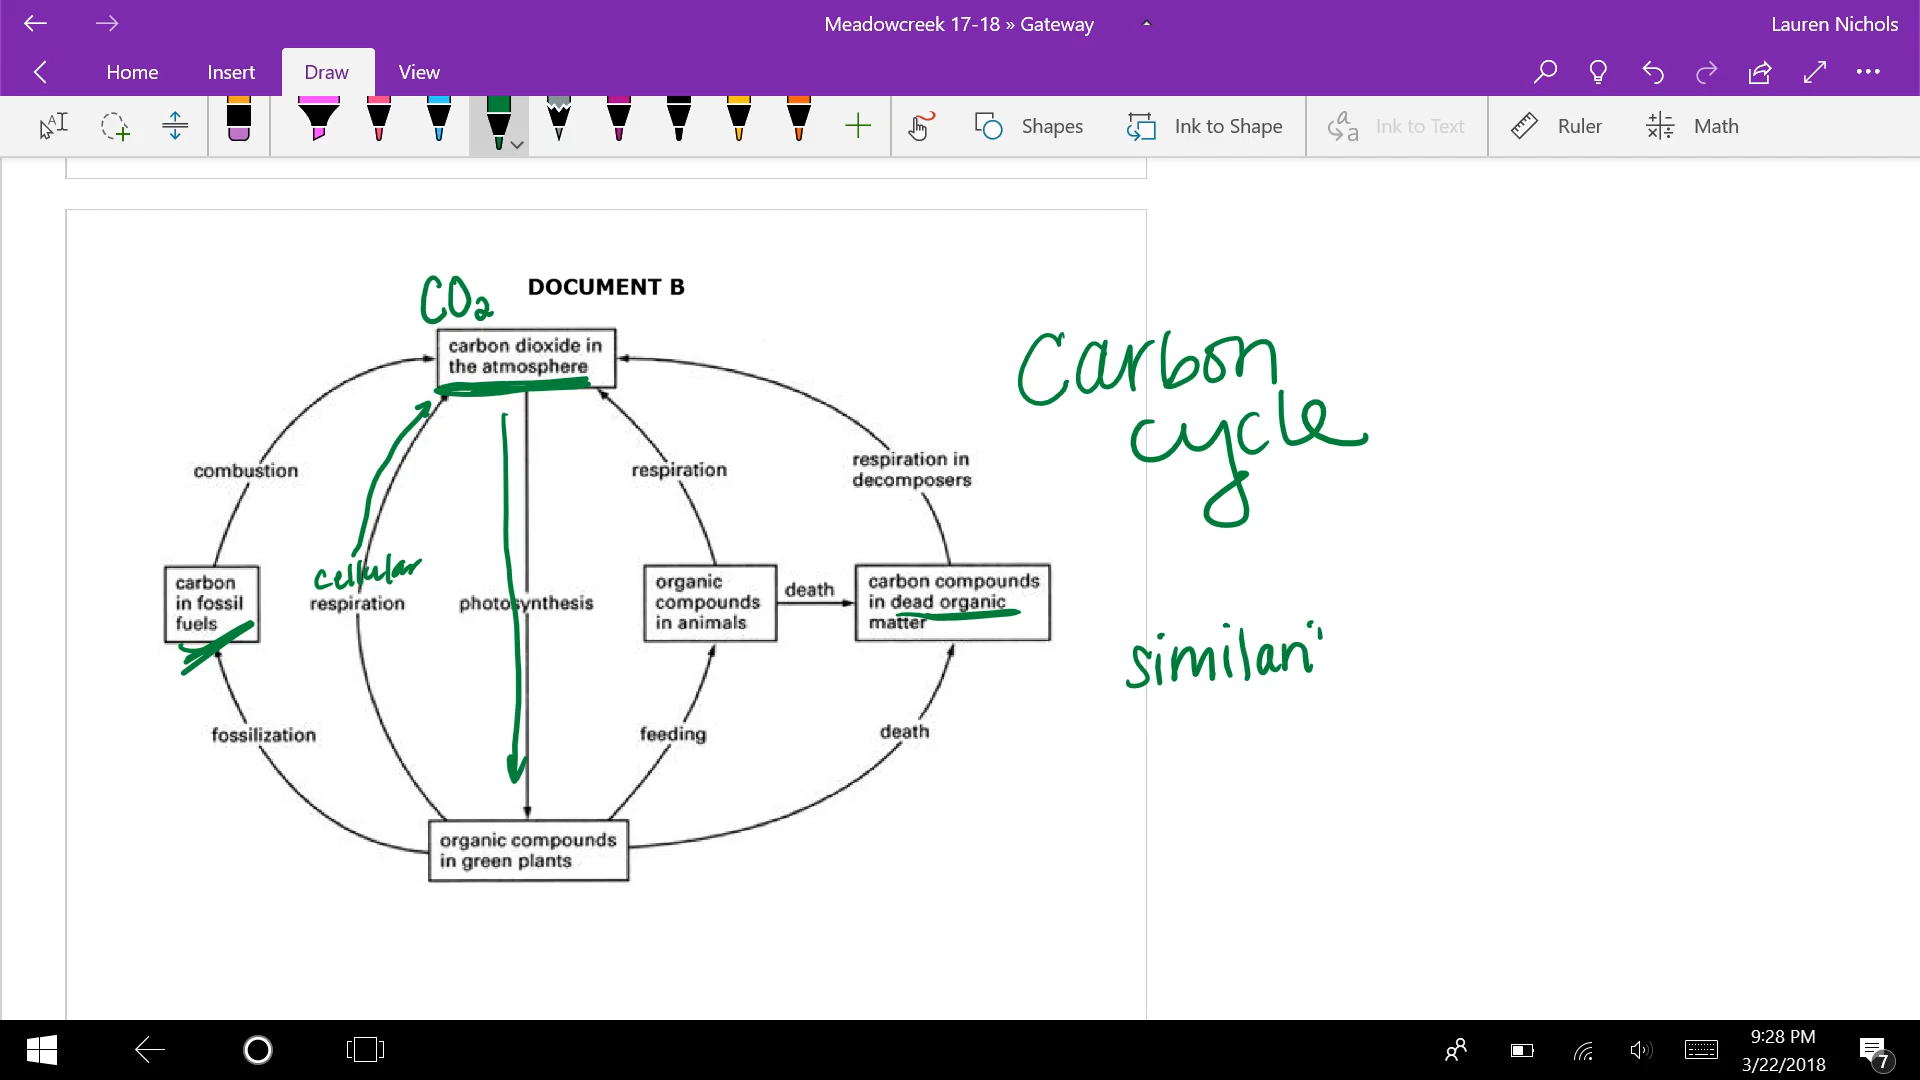 Meadowcreek 17-18 » Gateway
Lauren Nichols
Home Insert Draw View
Shapes Ink to Shape Ink to Text Ruler Math
CO2 DOCUMENT B
carbon dioxide in
the atmosphere
Carbon
cycle
combustion
respiration
respiration in
decomposers
cellular
respiration
photosynthesis
carbon
in fossil
fuels
organic
compounds
in animals
death
carbon compounds
in dead organic
matter
similari
fossilization
feeding
death
organic compounds
in green plants
9:28 PM
3/22/2018
7